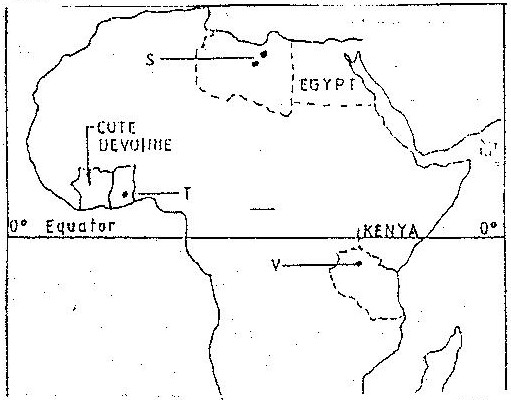 S
EGYPT
COTE
DEVOIRE
T
0° Equator 0°
KENYA
V